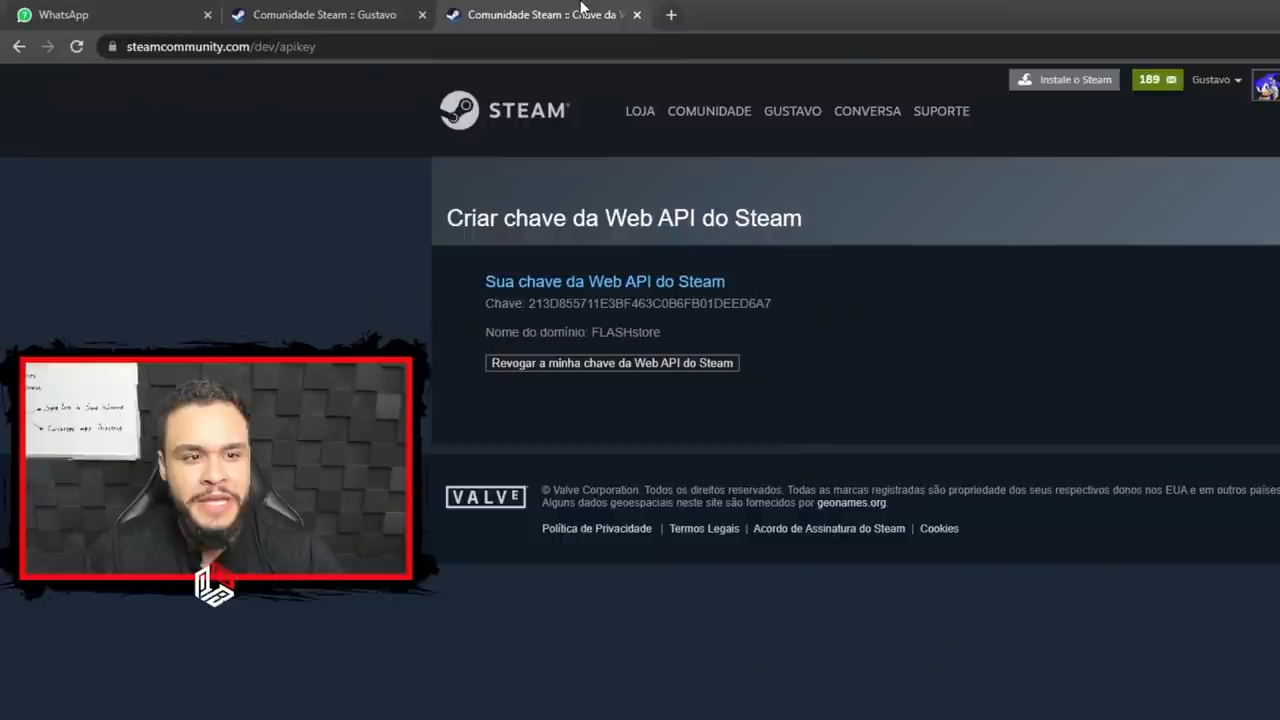 WhatsApp
Comunidade Steam :: Gustavo
Comunidade Steam :: Chave da
steamcommunity.com/dev/apikey
Instale o Steam
189
Gustavo
STEAM
LOJA COMUNIDADE GUSTAVO CONVERSA SUPORTE
Criar chave da Web API do Steam
Sua chave da Web API do Steam
Chave: 213D855711E3BF463C0B6FB01DEED6A7
Nome do domínio: FLASHstore
Revogar a minha chave da Web API do Steam
VALVE
© Valve Corporation. Todos os direitos reservados. Todas as marcas registradas são propriedade dos seus respectivos donos nos EUA e em outros países
Alguns dados geoespaciais neste site são fornecidos por geonames.org.
Política de Privacidade | Termos Legais | Acordo de Assinatura do Steam | Cookies